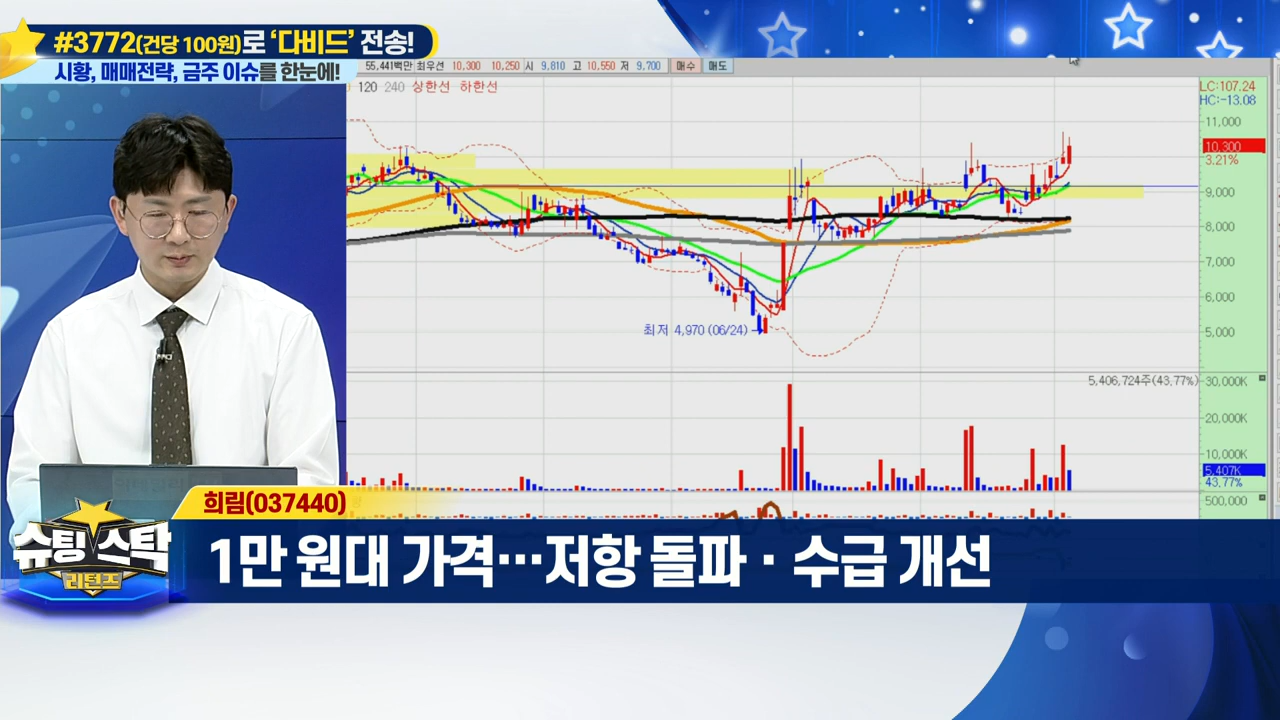 #3772(건당 100원)로 ‘다비드’ 전송!
시황, 매매전략, 금주 이슈를 한눈에!
55,441백만 최우선 10,300 10,250 시 9,810 고 10,550 저 9,700 매수 매도
120 240 상한선 하한선
LC:107.24
HC:-13.08
11,000
10,300
3.21%
9,000
8,000
7,000
6,000
5,000
최저 4,970 (06/24)
5,406,724주(43.77%)
30,000K
20,000K
10,000K
5,407K
43.77%
500,000
희림(037440)
슈팅스탁
리턴즈
1만 원대 가격…저항 돌파 · 수급 개선